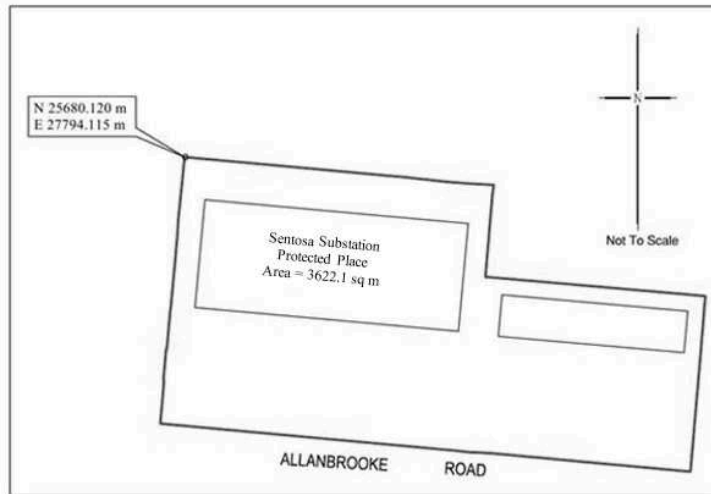 N 25680.120 m
E 27794.115 m
N
Not To Scale
Sentosa Substation
Protected Place
Area = 3622.1 sq m
ALLANBROOKE ROAD